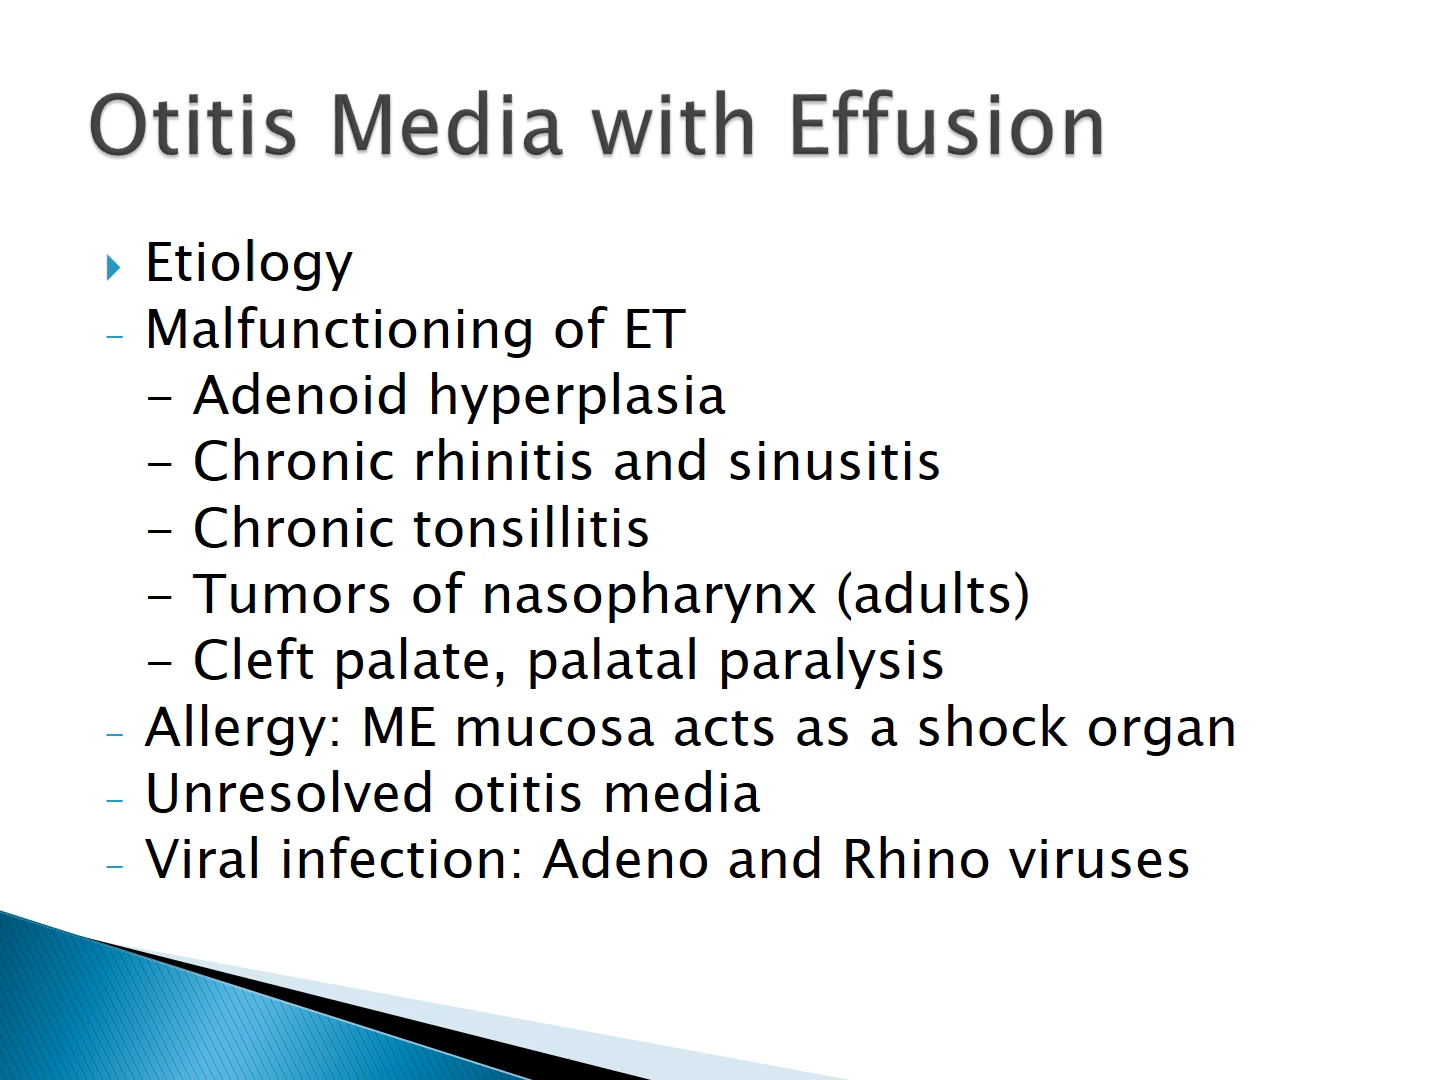 Otitis Media with Effusion
Etiology
- Malfunctioning of ET
- Adenoid hyperplasia
- Chronic rhinitis and sinusitis
- Chronic tonsillitis
- Tumors of nasopharynx (adults)
- Cleft palate, palatal paralysis
- Allergy: ME mucosa acts as a shock organ
- Unresolved otitis media
- Viral infection: Adeno and Rhino viruses